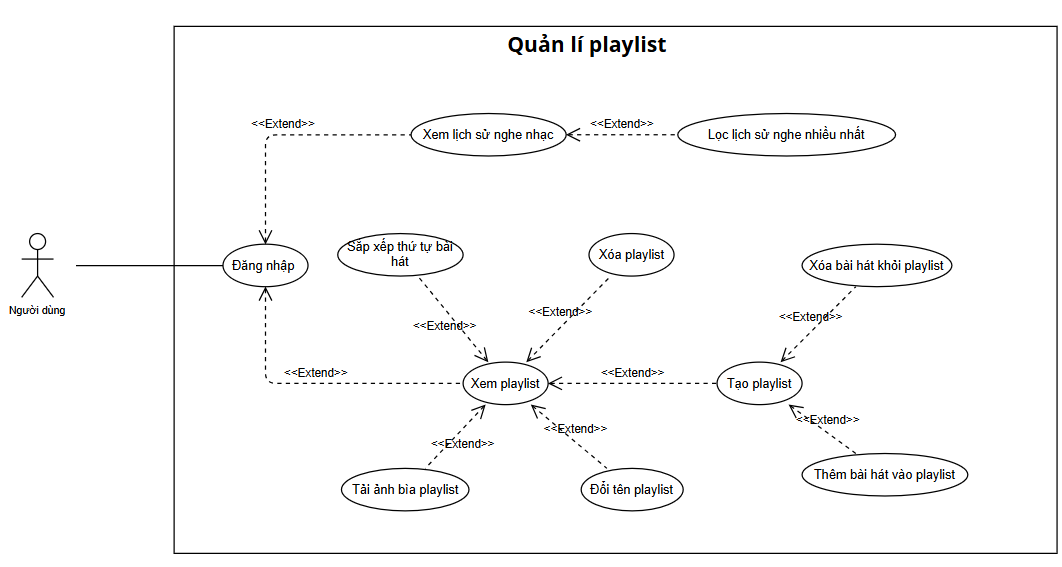 Quản lí playlist
<<Extend>>
Xem lịch sử nghe nhạc
<<Extend>>
Lọc lịch sử nghe nhiều nhất
Người dùng
Đăng nhập
Sắp xếp thứ tự bài
hát
Xóa playlist
Xóa bài hát khỏi playlist
<<Extend>>
<<Extend>>
<<Extend>>
<<Extend>>
Xem playlist
<<Extend>>
Tạo playlist
<<Extend>>
<<Extend>>
<<Extend>>
Tải ảnh bìa playlist
Đổi tên playlist
Thêm bài hát vào playlist